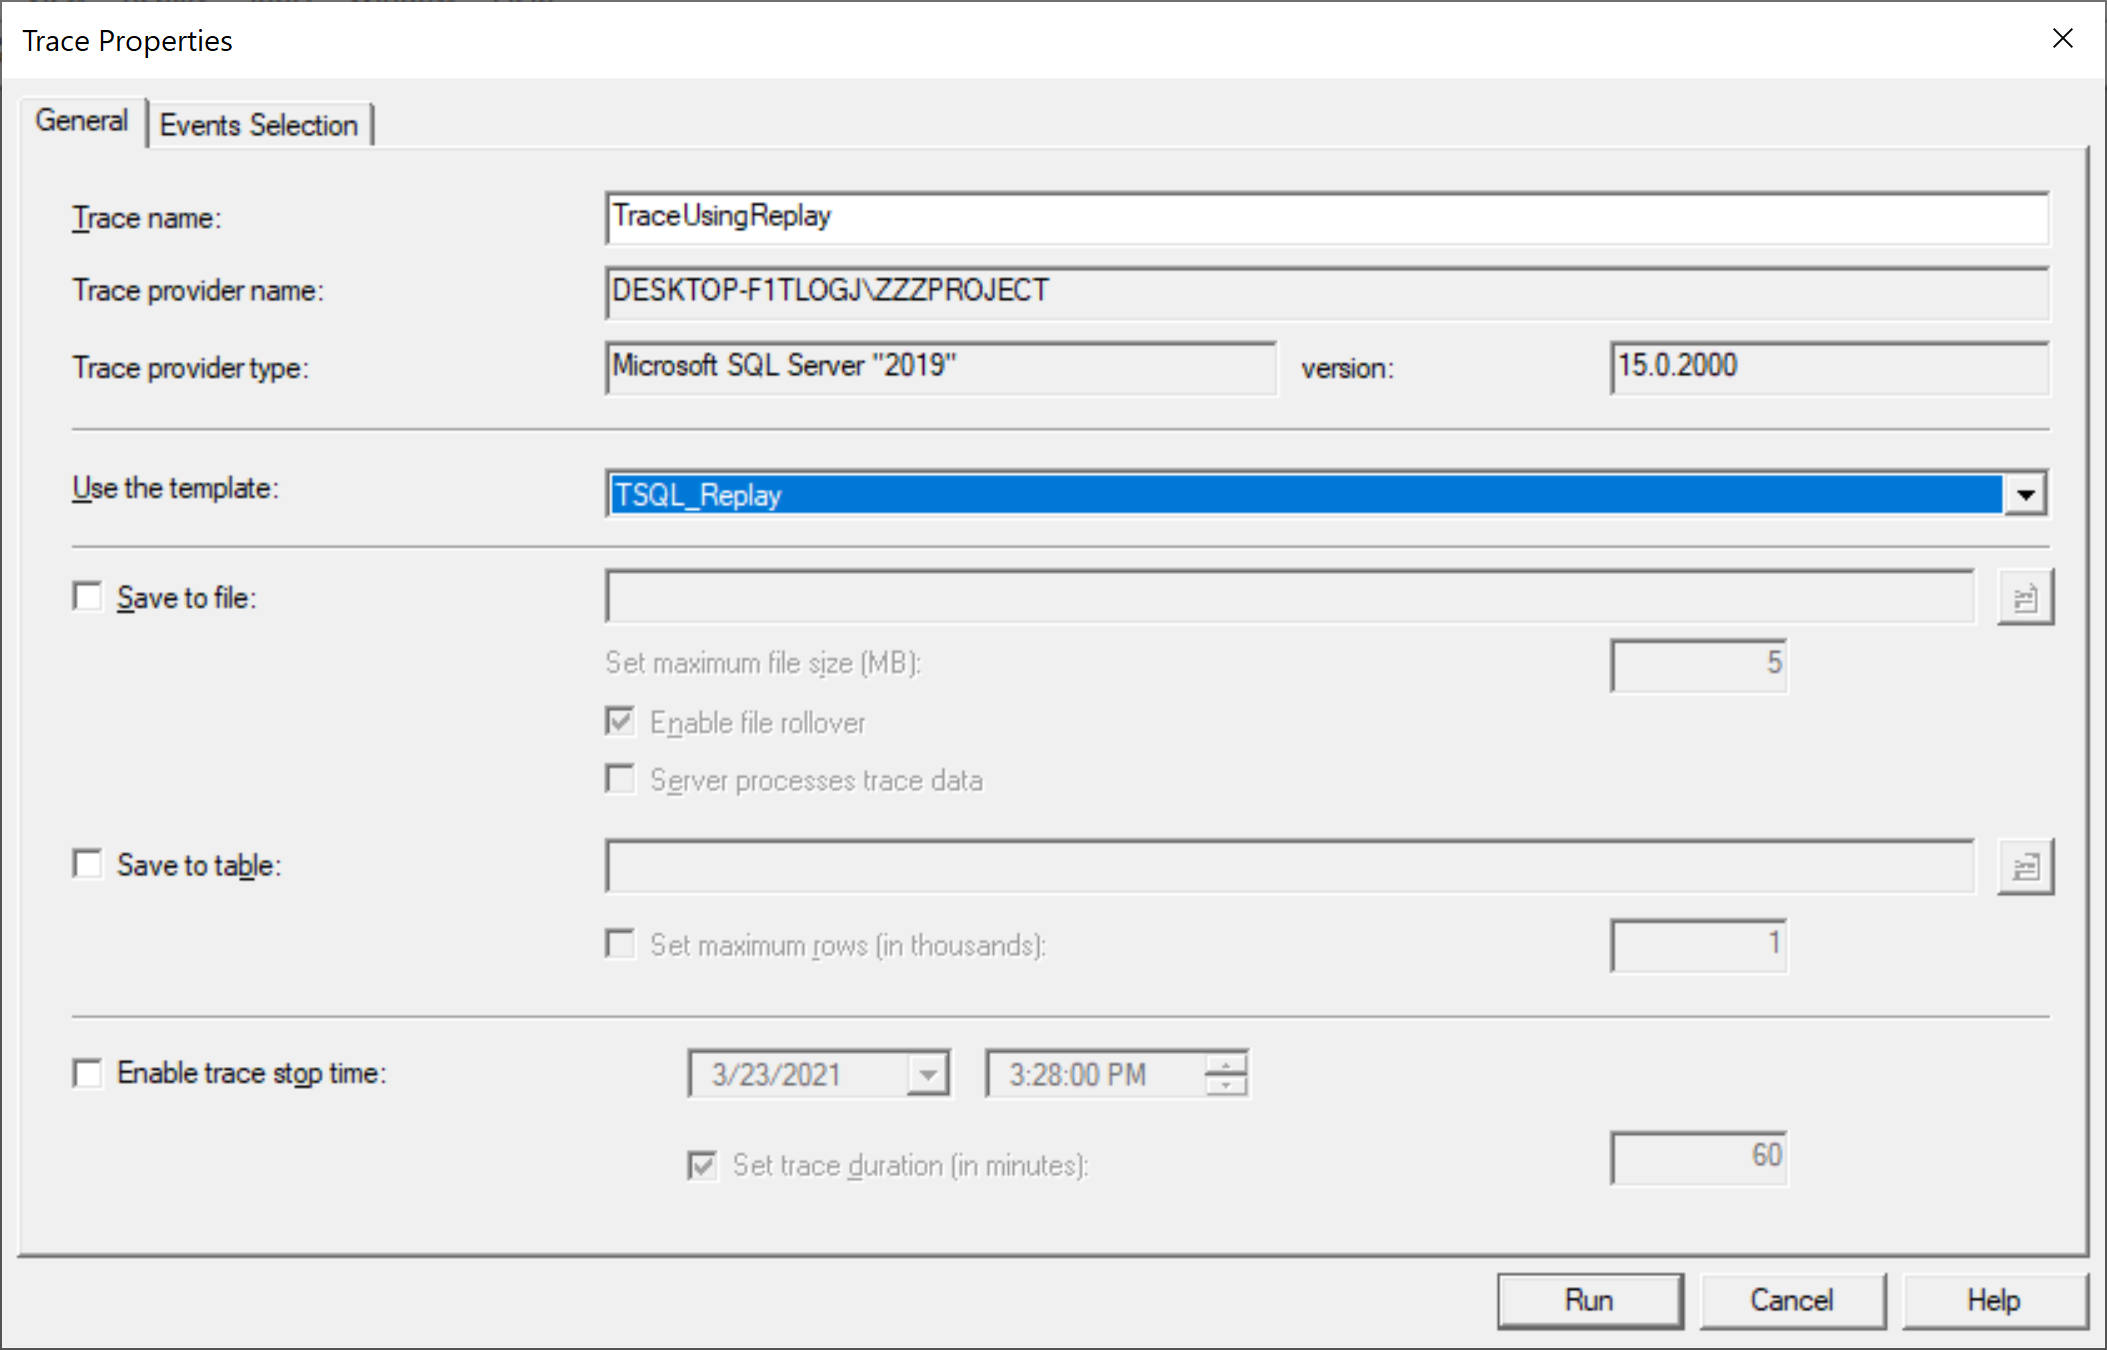 Trace Properties
General
Events Selection
Trace name:
TraceUsingReplay
Trace provider name:
DESKTOP-F1TLOGJ\ZZZPROJECT
Trace provider type:
Microsoft SQL Server "2019"
version:
15.0.2000
Use the template:
TSQL_Replay
Save to file:
Set maximum file size (MB):
5
Enable file rollover
Server processes trace data
Save to table:
Set maximum rows (in thousands):
1
Enable trace stop time:
3/23/2021
3:28:00 PM
Set trace duration (in minutes):
60
Run
Cancel
Help